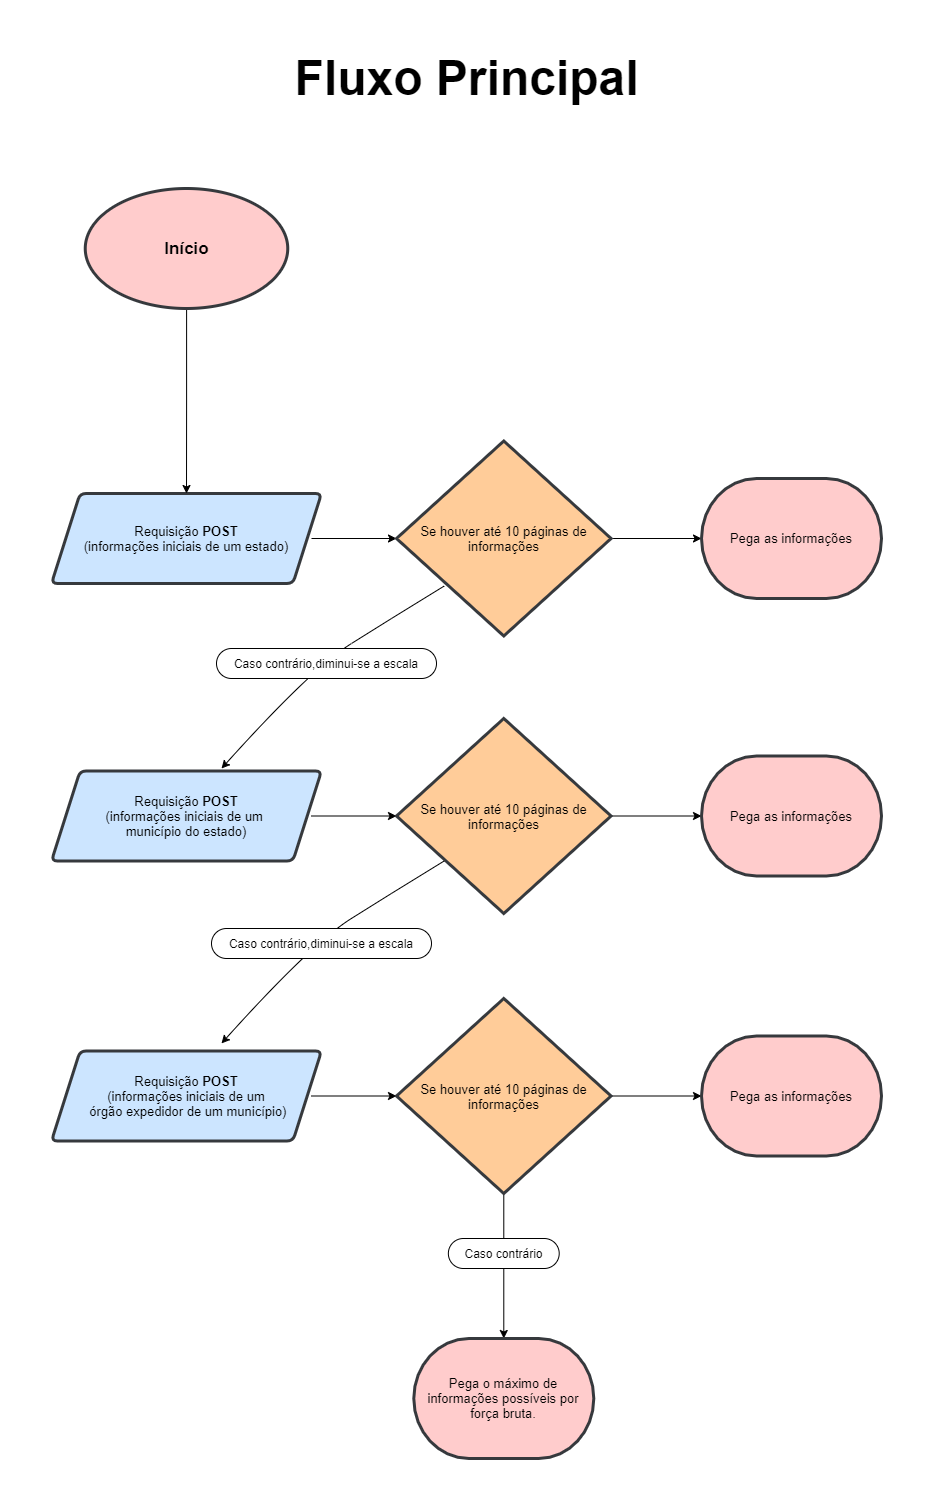 Fluxo Principal
Início
Requisição POST
(informações iniciais de um estado)
Se houver até 10 páginas de
informações
Pega as informações
Caso contrário,diminui-se a escala
Requisição POST
(informações iniciais de um
município do estado)
Se houver até 10 páginas de
informações
Pega as informações
Caso contrário,diminui-se a escala
Requisição POST
(informações iniciais de um
órgão expedidor de um município)
Se houver até 10 páginas de
informações
Pega as informações
Caso contrário
Pega o máximo de
informações possíveis por
força bruta.